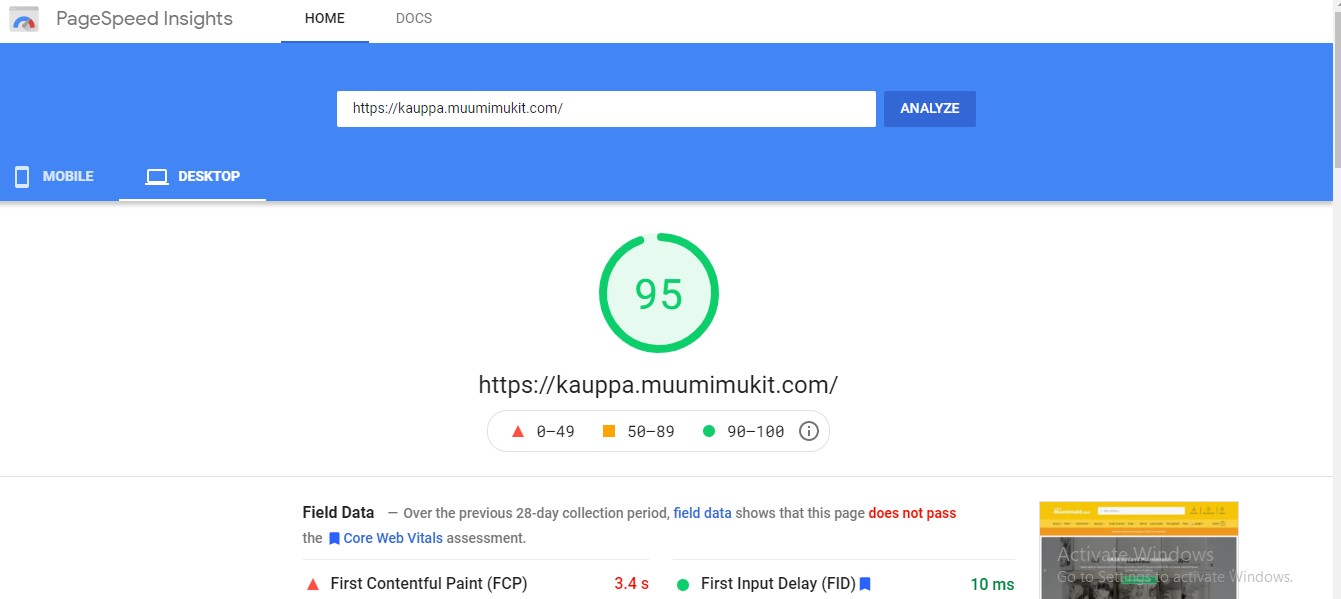 PageSpeed Insights HOME DOCS
https://kauppa.muumimukit.com/ ANALYZE
MOBILE DESKTOP
95
https://kauppa.muumimukit.com/
0–49 50–89 90–100
Field Data — Over the previous 28-day collection period, field data shows that this page does not pass
the Core Web Vitals assessment.
First Contentful Paint (FCP) 3.4 s First Input Delay (FID) 10 ms
Activate Windows
Go to Settings to activate Windows.